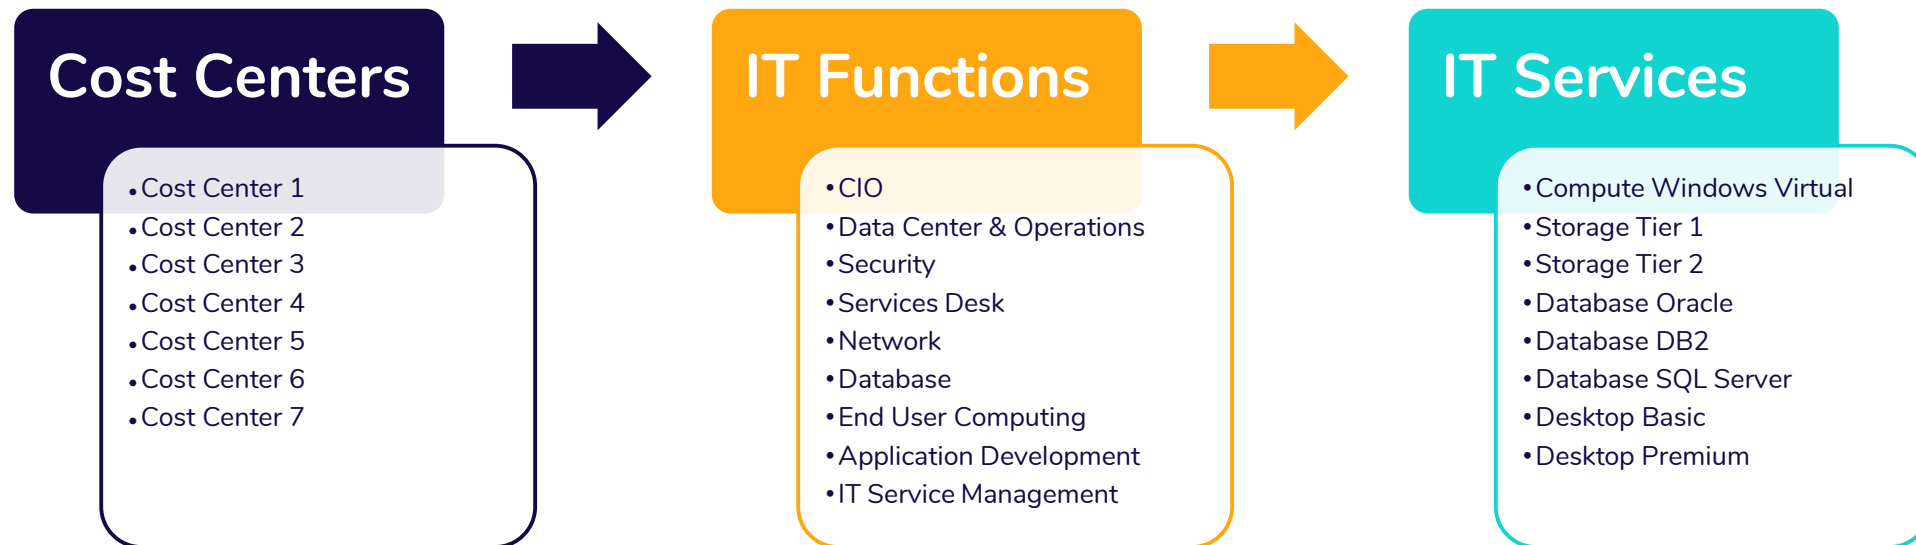 Cost Centers
•Cost Center 1
•Cost Center 2
•Cost Center 3
•Cost Center 4
•Cost Center 5
•Cost Center 6
•Cost Center 7
IT Functions
•CIO
•Data Center & Operations
•Security
•Services Desk
•Network
•Database
•End User Computing
•Application Development
•IT Service Management
IT Services
•Compute Windows Virtual
•Storage Tier 1
•Storage Tier 2
•Database Oracle
•Database DB2
•Database SQL Server
•Desktop Basic
•Desktop Premium